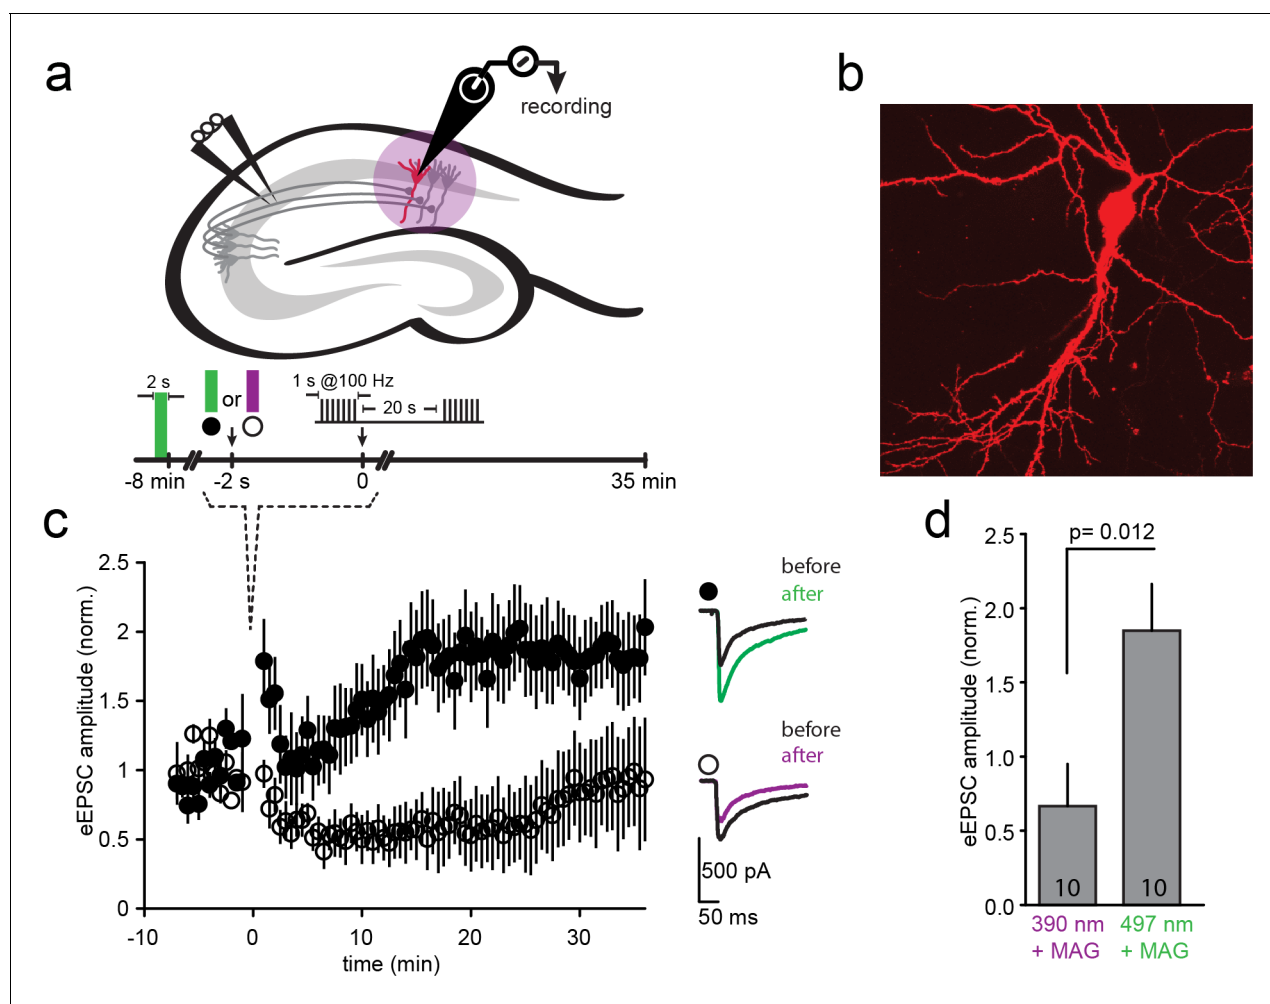 a
recording
b
2 s
or
1 s @100 Hz
20 s
-8 min
-2 s
0
35 min
c
eEPSC amplitude (norm.)
2.5
2
1.5
1
0.5
0
-10
0
10
20
30
time (min)
before
after
before
after
500 pA
50 ms
d
p= 0.012
eEPSC amplitude (norm.)
2.5
2.0
1.5
1.0
0.5
0.0
10
10
390 nm
+ MAG
497 nm
+ MAG